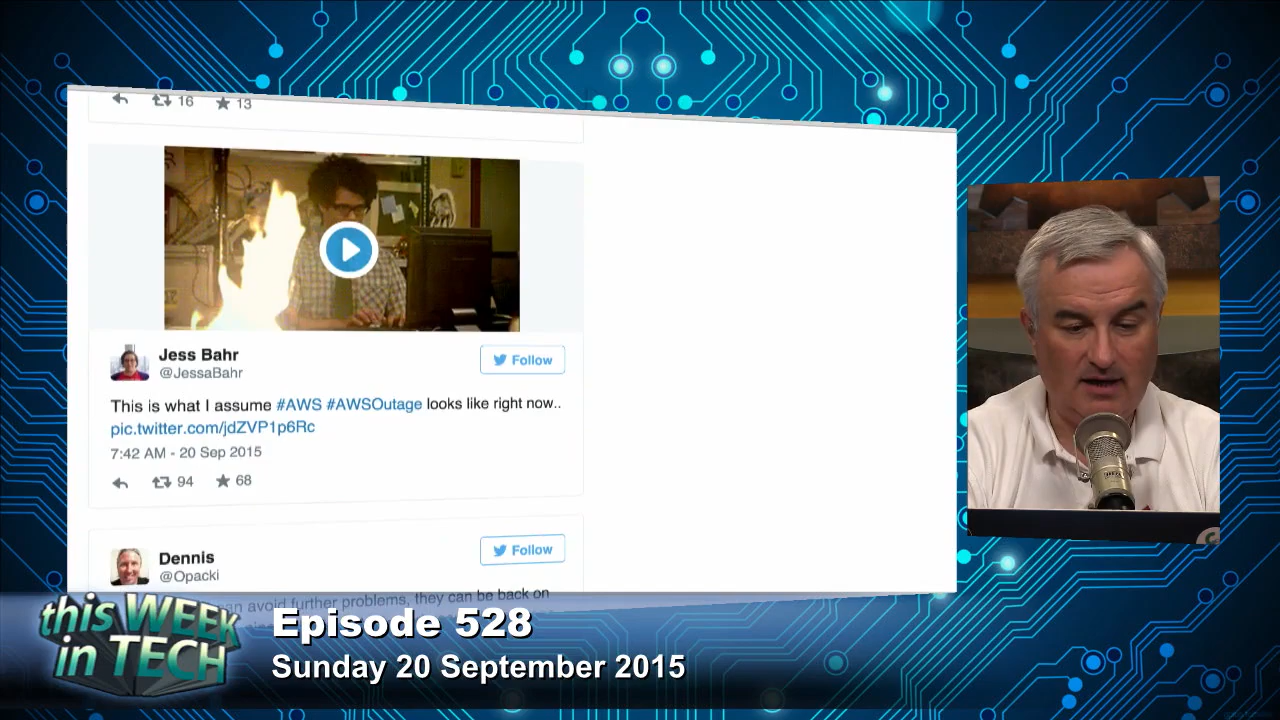 16 13
Jess Bahr
Follow
@JessaBahr
This is what I assume #AWS #AWSOutage looks like right now..
pic.twitter.com/jdZVP1p6Rc
7:42 AM - 20 Sep 2015
94 68
Dennis
Follow
@Opacki
can avoid further problems, they can be back on
this WEEK
in TECH
Episode 528
Sunday 20 September 2015